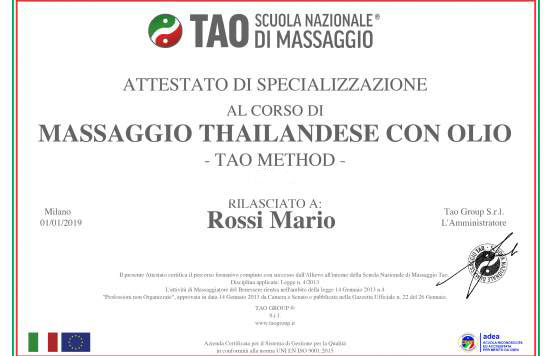 TAO SCUOLA NAZIONALE®
DI MASSAGGIO
ATTESTATO DI SPECIALIZZAZIONE
AL CORSO DI
MASSAGGIO THAILANDESE CON OLIO
- TAO METHOD -
RILASCIATO A:
Rossi Mario
Milano
01/01/2019
Tao Group S.r.l.
L'Amministratore
Il presente Attestato certifica il percorso formativo compiuto con successo dall'Allievo all'interno della Scuola Nazionale di Massaggio Tao.
Disciplina applicata: Legge n. 4/2013
L'attività di Massaggiatore del Benessere rientra nell'ambito della legge 14 Gennaio 2013 n.4
"Professioni non Organizzate", approvata in data 14 Gennaio 2013 da Camera e Senato e pubblicata nella Gazzetta Ufficiale n. 22 del 26 Gennaio.
TAO GROUP ®
S.r.l.
www.taogroup.it
Azienda Certificata per il Sistema di Gestione per la Qualità
in conformità alla norma UNI EN ISO 9001:2015
adea
SCUOLA RICONOSCIUTA
ED ACCREDITATA